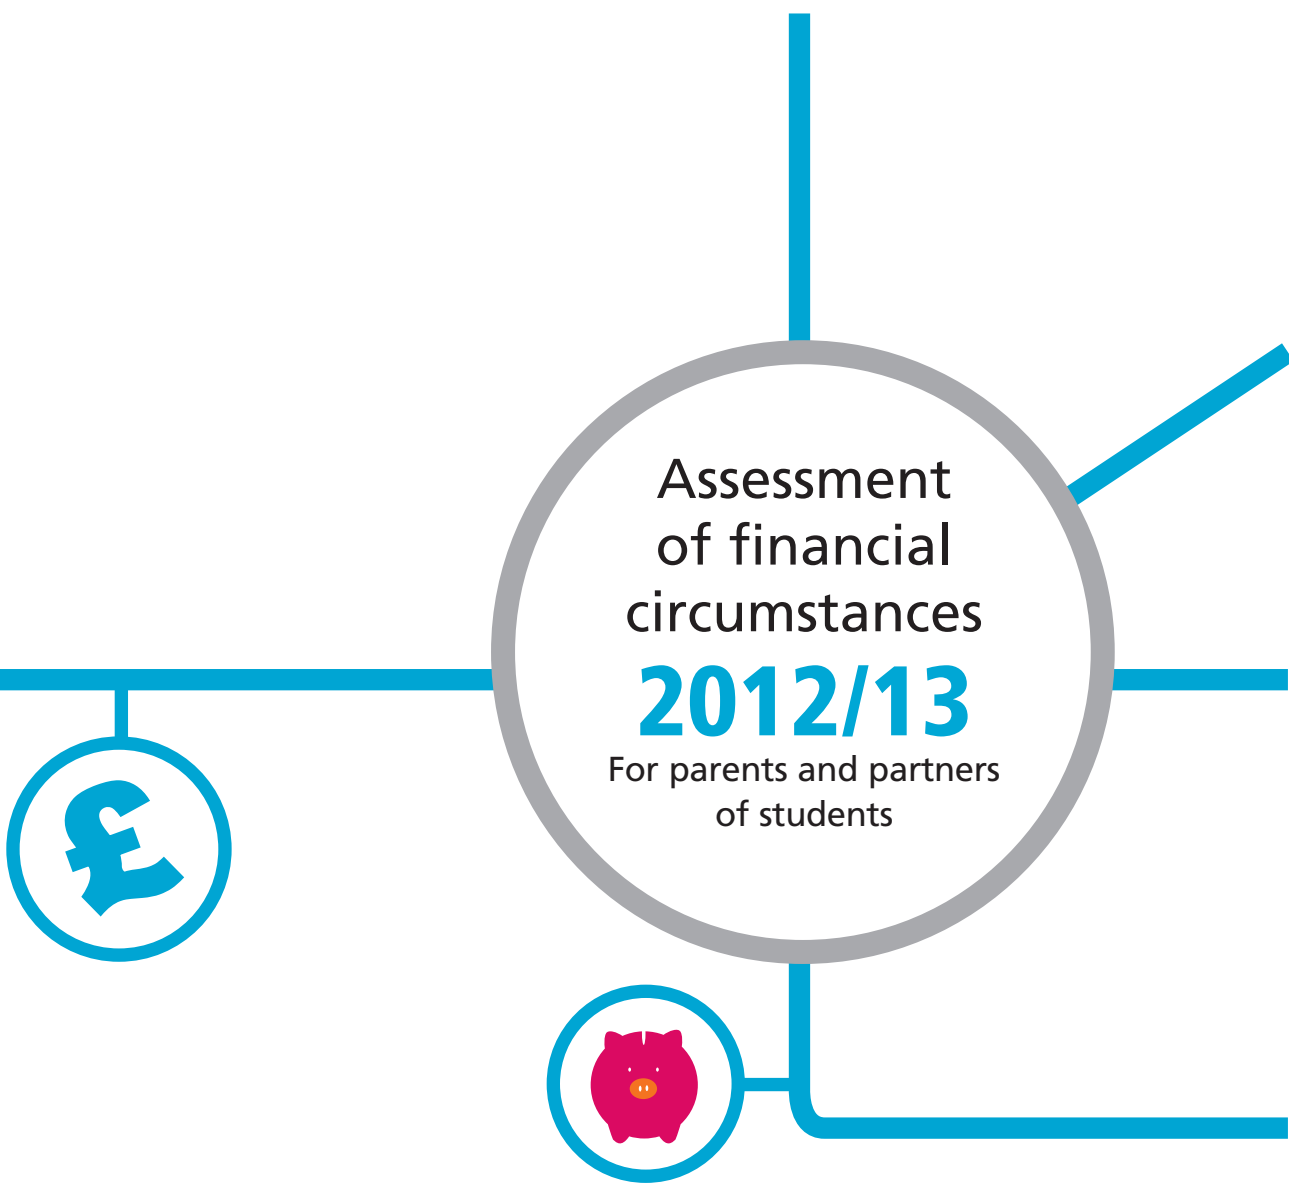 Assessment
of financial
circumstances
2012/13
For parents and partners
of students
£